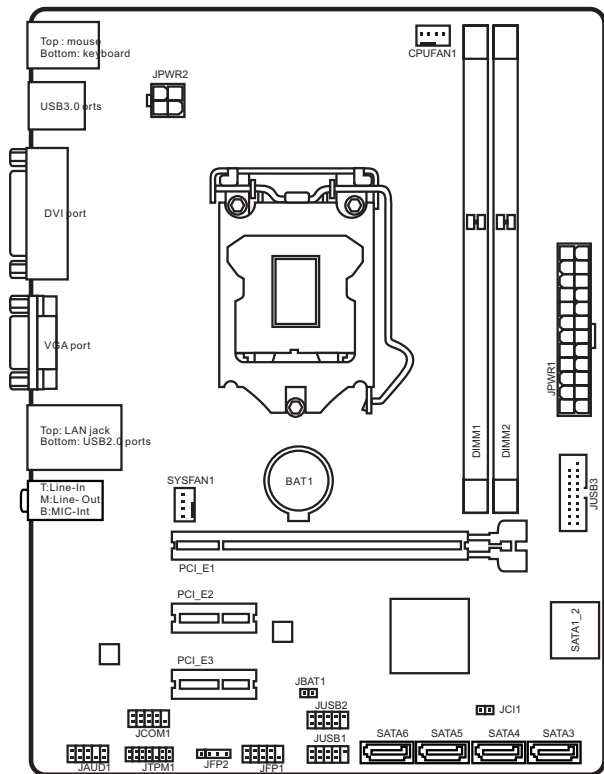 Top : mouse
Bottom: keyboard
CPUFAN1
JPWR2
USB3.0 orts
DVI port
VGA port
JPWR1
Top: LAN jack
Bottom: USB2.0 ports
DIMM1
DIMM2
T:Line-In
M:Line- Out
B:MIC-Int
SYSFAN1
BAT1
JUSB3
PCI_E1
PCI_E2
SATA1_2
PCI_E3
JBAT1
JUSB2
JCI1
JCOM1
JUSB1
SATA6
SATA5
SATA4
SATA3
JAUD1
JTPM1
JFP2
JFP1